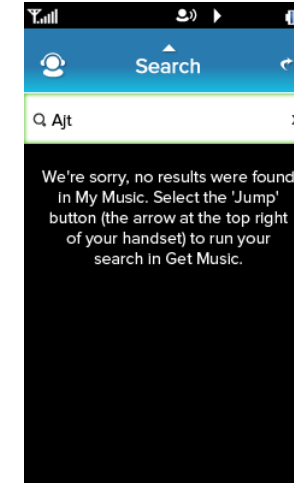 Search
Ajt
We're sorry, no results were found
in My Music. Select the 'Jump'
button (the arrow at the top right
of your handset) to run your
search in Get Music.